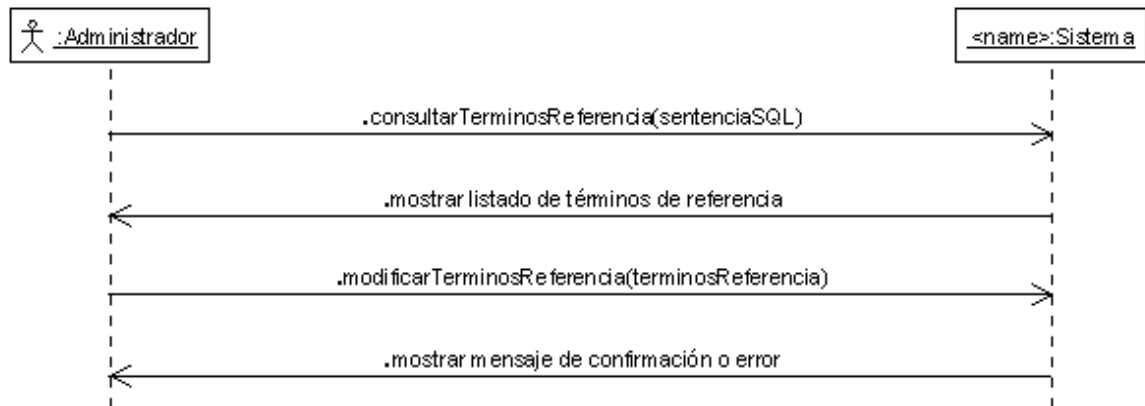 :Administrador
<name>:Sistema
.consultarTerminosReferencia(sentenciaSQL)
.mostrar listado de términos de referencia
.modificarTerminosReferencia(terminosReferencia)
.mostrar mensaje de confirmación o error